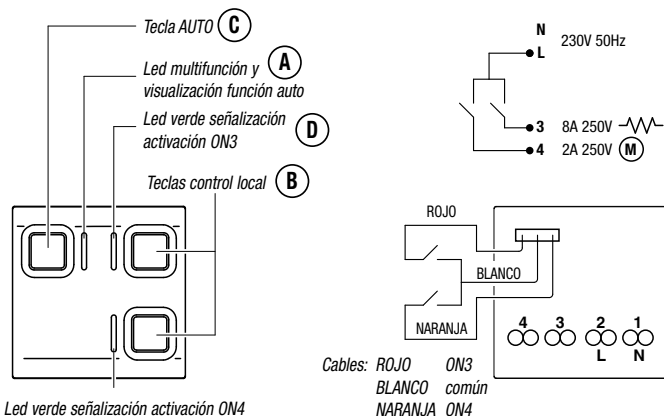 Tecla AUTO C
Led multifunción y A
visualización función auto
Led verde señalización D
activación ON3
Teclas control local B
Led verde señalización activación ON4
N
L
230V 50Hz
3 8A 250V
4 2A 250V M
ROJO
BLANCO
NARANJA
4 3 2 1
L N
Cables: ROJO ON3
BLANCO común
NARANJA ON4